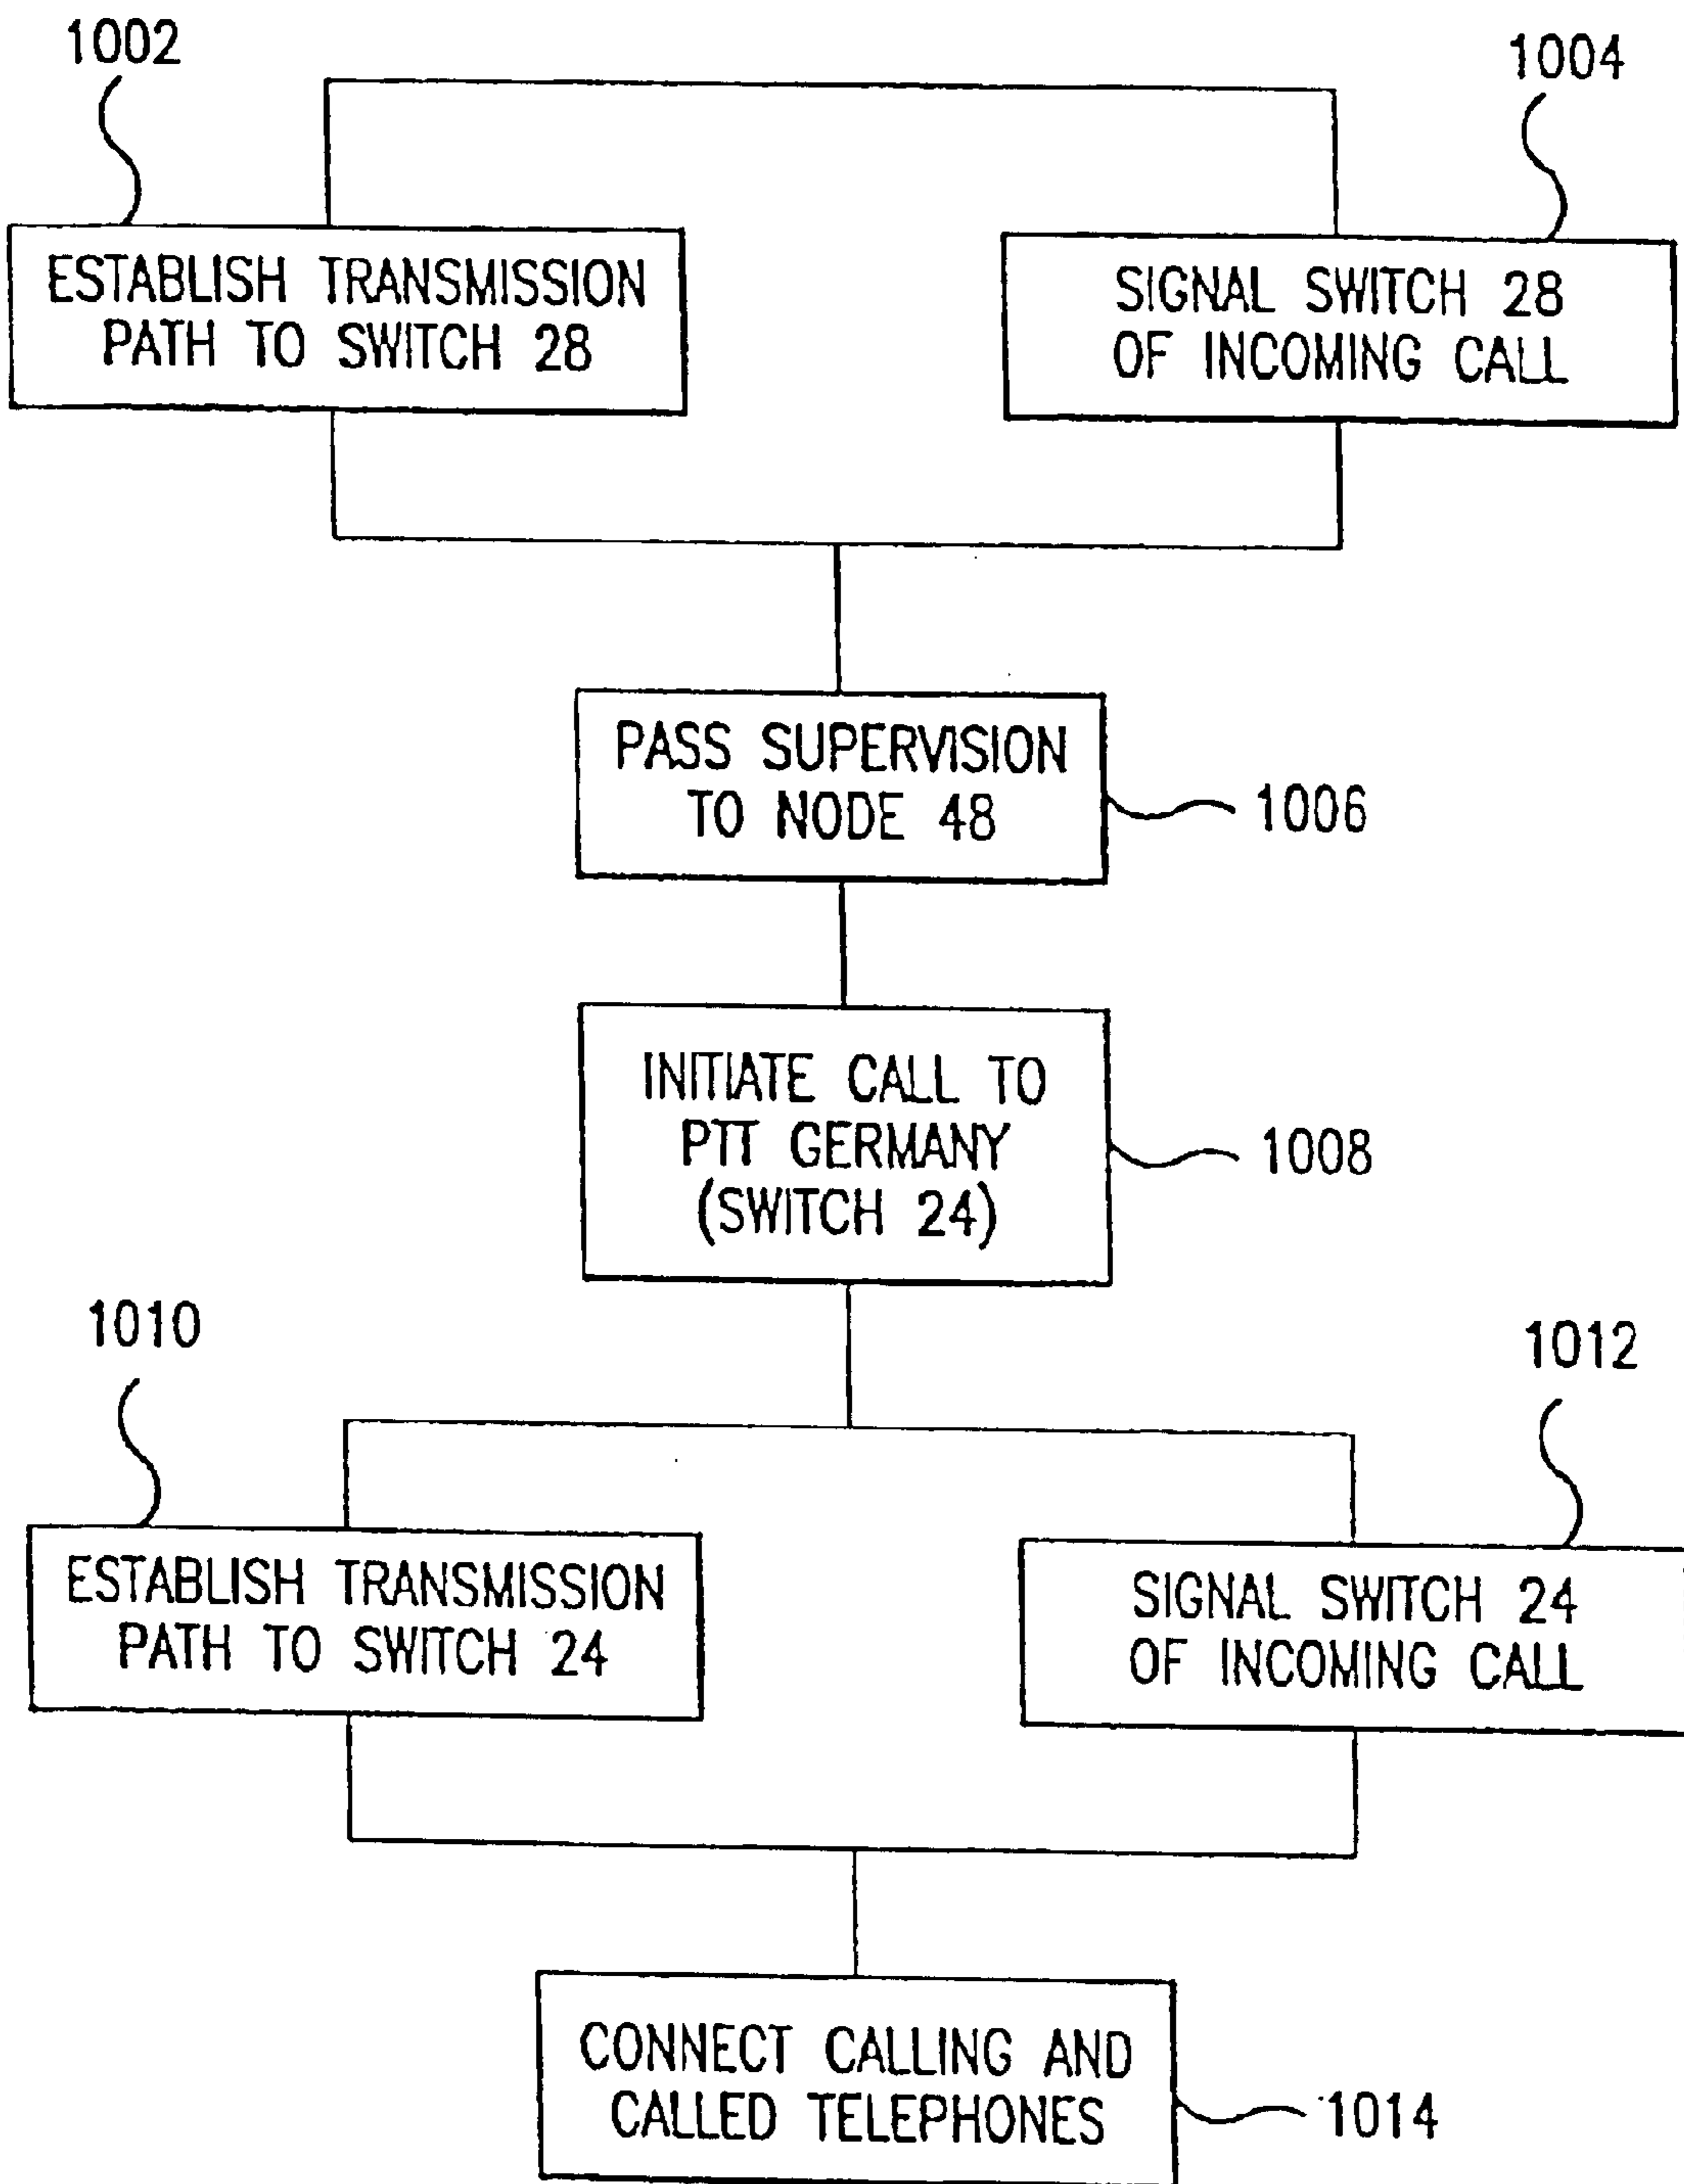 1002
1004
ESTABLISH TRANSMISSION
PATH TO SWITCH 28
SIGNAL SWITCH 28
OF INCOMING CALL
PASS SUPERVISION
TO NODE 48
1006
INITIATE CALL TO
PTT GERMANY
(SWITCH 24)
1008
1010
1012
ESTABLISH TRANSMISSION
PATH TO SWITCH 24
SIGNAL SWITCH 24
OF INCOMING CALL
CONNECT CALLING AND
CALLED TELEPHONES
1014